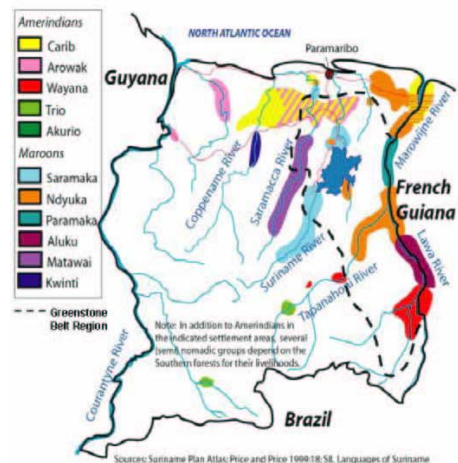 Amerindians
Carib
Arowak
Wayana
Trio
Akurio
Maroons
Saramaka
Ndyuka
Paramaka
Aluku
Matawai
Kwinti
Greenstone
Belt Region
NORTH ATLANTIC OCEAN
Paramaribo
Guyana
Coppename River
Saramacca River
Marowijne River
French
Guiana
Suriname River
Lawa River
Tapanahoni River
Courantyne River
Note: In addition to Amerindians in
the indicated settlement areas, several
(semi) nomadic groups depend on the
Southern forests for their livelihoods.
Brazil
Sources: Suriname Plan Atlas; Price and Price 1999:18; SIL, Languages of Suriname